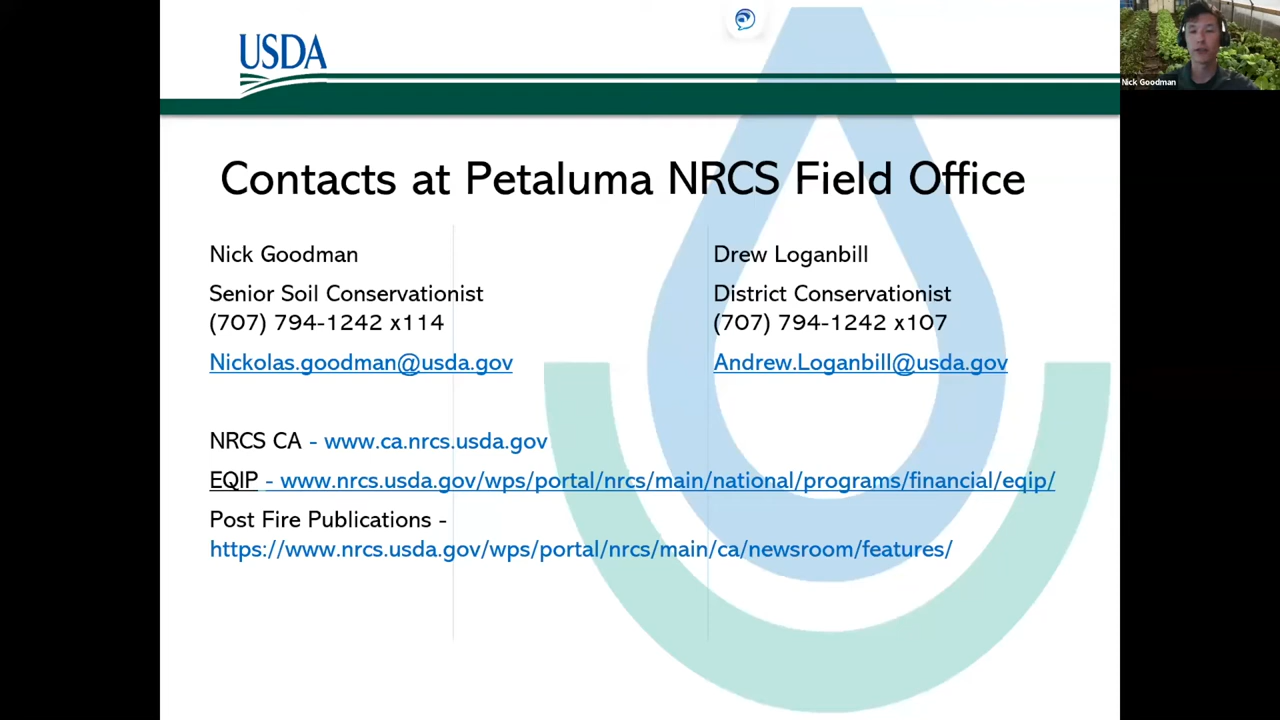 USDA
Nick Goodman
Contacts at Petaluma NRCS Field Office
Nick Goodman
Senior Soil Conservationist
(707) 794-1242 x114
Nickolas.goodman@usda.gov
Drew Loganbill
District Conservationist
(707) 794-1242 x107
Andrew.Loganbill@usda.gov
NRCS CA - www.ca.nrcs.usda.gov
EQIP - www.nrcs.usda.gov/wps/portal/nrcs/main/national/programs/financial/eqip/
Post Fire Publications -
https://www.nrcs.usda.gov/wps/portal/nrcs/main/ca/newsroom/features/